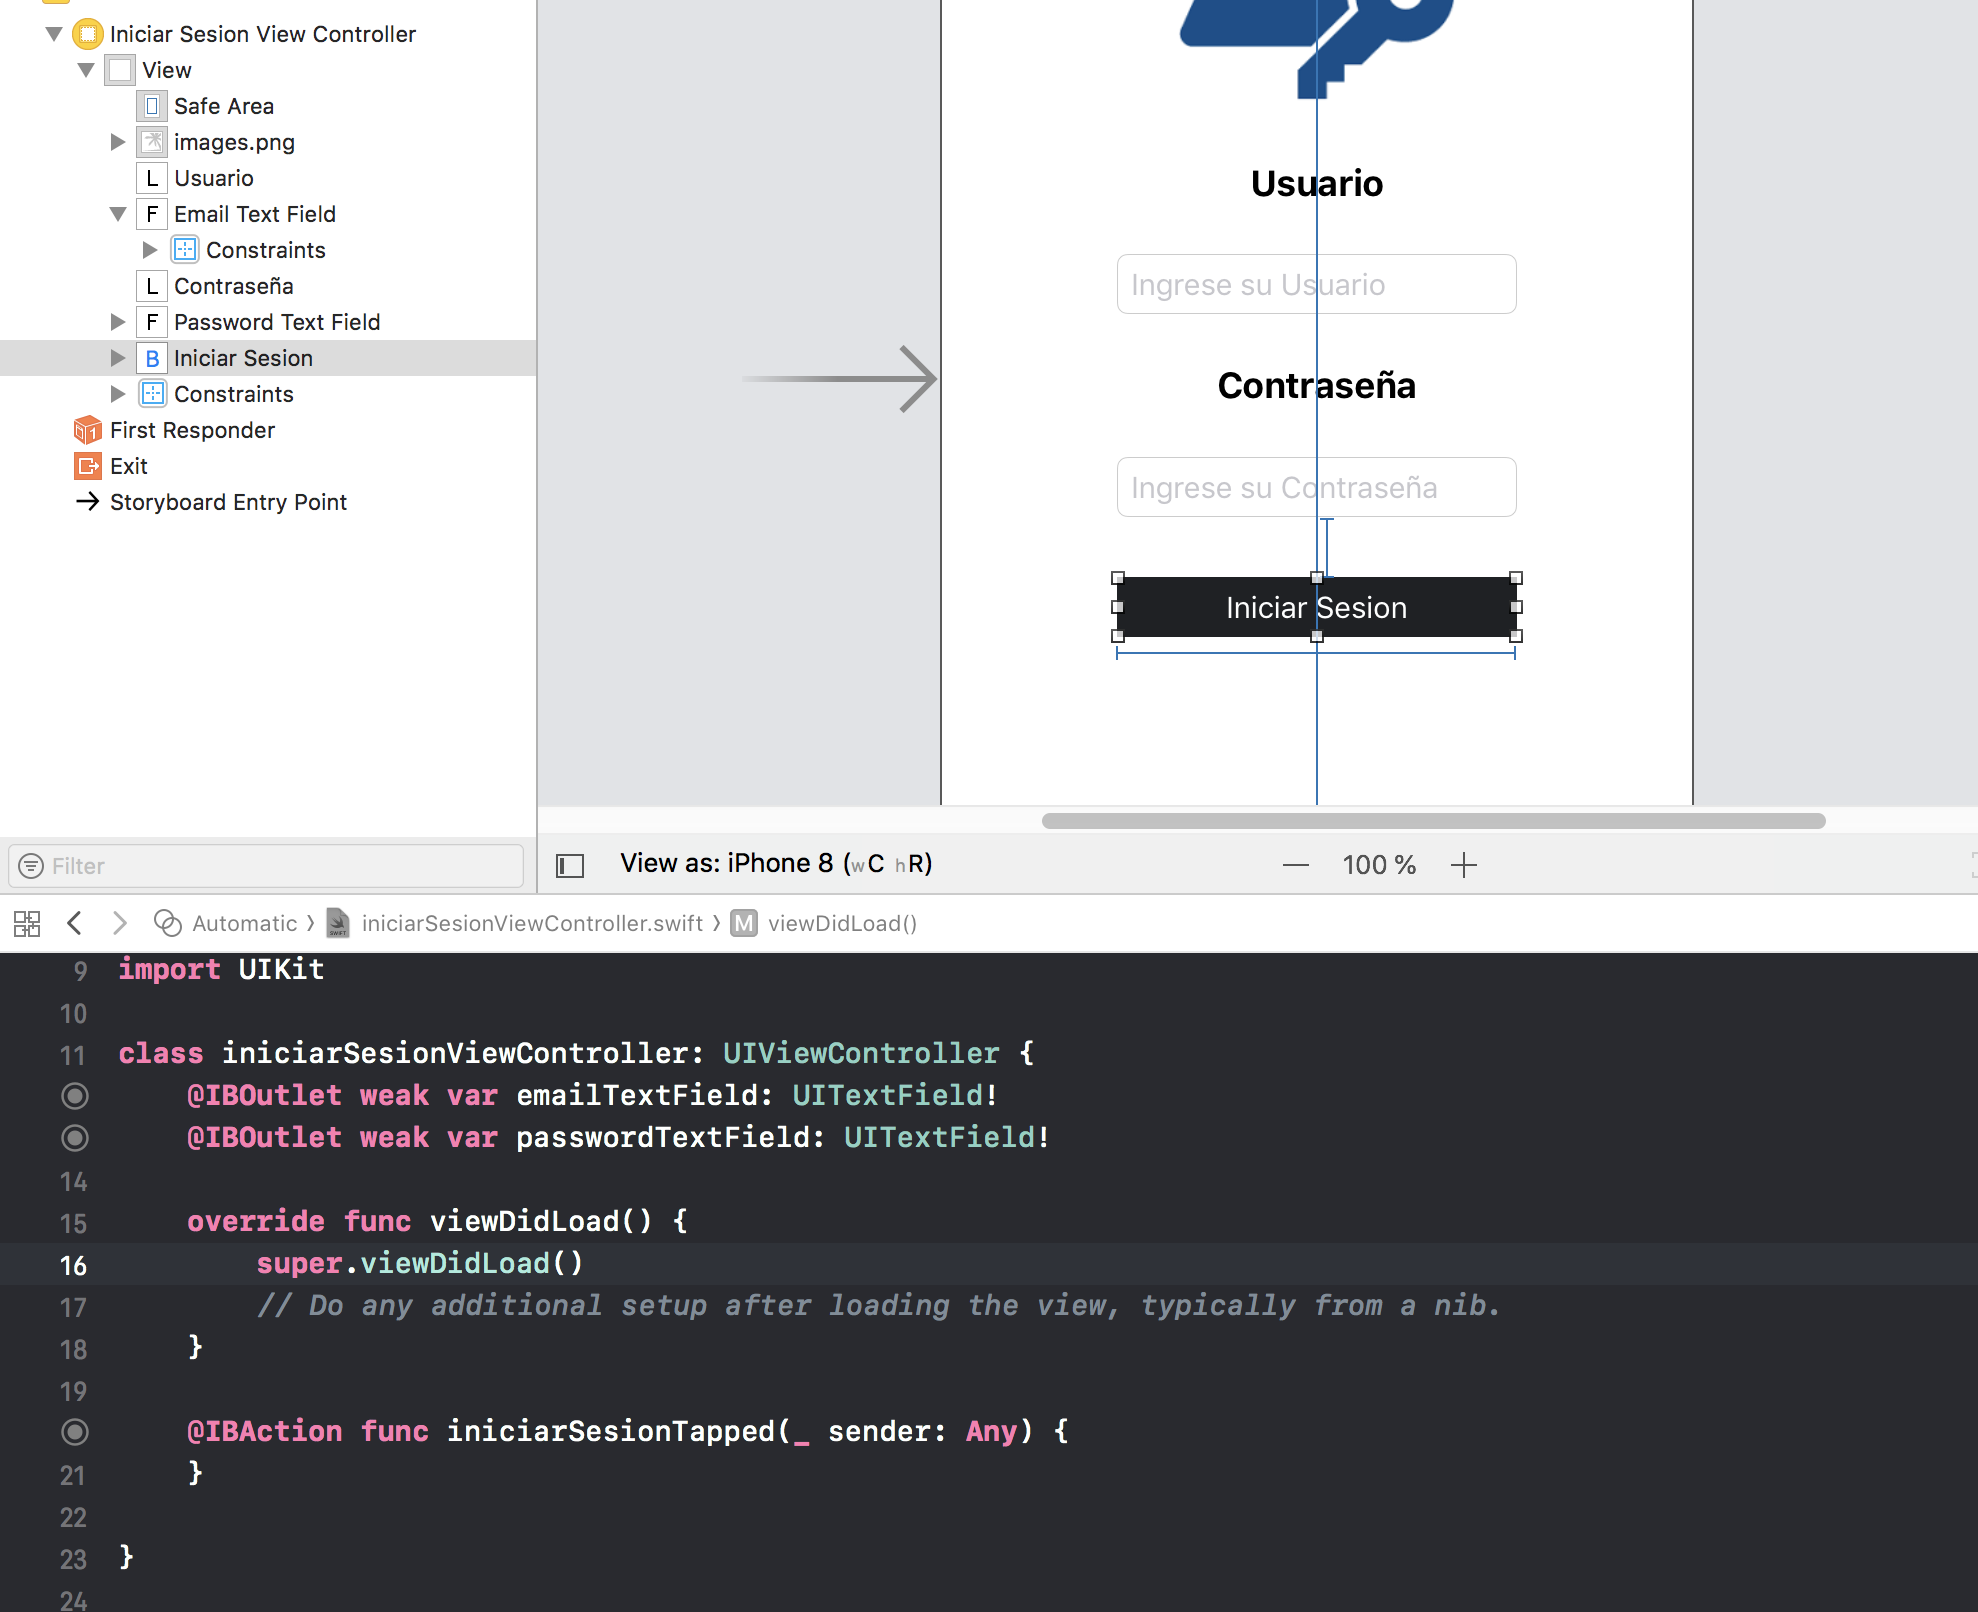 Iniciar Sesion View Controller
View
Safe Area
images.png
L Usuario
F Email Text Field
Constraints
L Contraseña
F Password Text Field
B Iniciar Sesion
Constraints
1 First Responder
Exit
Storyboard Entry Point
Filter
Usuario
Ingrese su Usuario
Contraseña
Ingrese su Contraseña
Iniciar Sesion
View as: iPhone 8 (wC hR)
100 %
Automatic 〉 iniciarSesionViewController.swift 〉 M viewDidLoad()
9 import UIKit
10
11 class iniciarSesionViewController: UIViewController {
@IBOutlet weak var emailTextField: UITextField!
@IBOutlet weak var passwordTextField: UITextField!
14
15 override func viewDidLoad() {
16 super.viewDidLoad()
17 // Do any additional setup after loading the view, typically from a nib.
18 }
19
@IBAction func iniciarSesionTapped(_ sender: Any) {
21 }
22
23 }
24